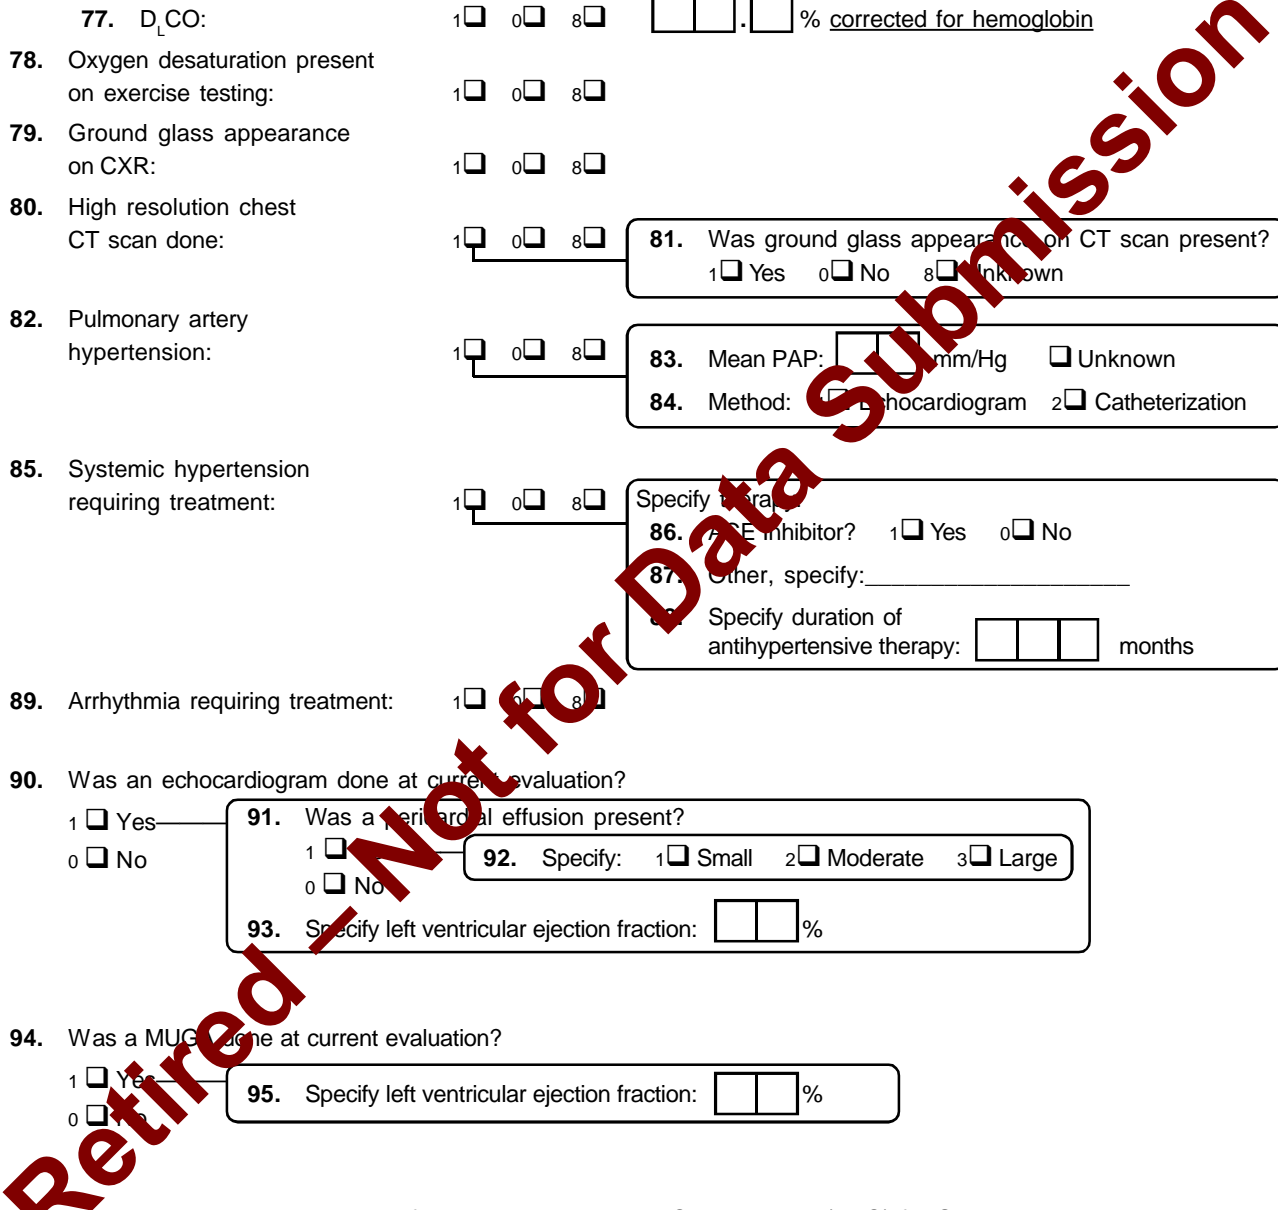 77. DLCO: 1❑ 0❑ 8❑ . % corrected for hemoglobin
78. Oxygen desaturation present
on exercise testing: 1❑ 0❑ 8❑
79. Ground glass appearance
on CXR: 1❑ 0❑ 8❑
80. High resolution chest
CT scan done: 1❑ 0❑ 8❑
81. Was ground glass appearance on CT scan present?
1❑ Yes 0❑ No 8❑ Unknown
82. Pulmonary artery
hypertension: 1❑ 0❑ 8❑
83. Mean PAP: mm/Hg ❑ Unknown
84. Method: 1❑ Echocardiogram 2❑ Catheterization
85. Systemic hypertension
requiring treatment: 1❑ 0❑ 8❑
Specify therapy:
86. ACE inhibitor? 1❑ Yes 0❑ No
87. Other, specify:____________________
88. Specify duration of
antihypertensive therapy: months
89. Arrhythmia requiring treatment: 1❑ 0❑ 8❑
90. Was an echocardiogram done at current evaluation?
1 ❑ Yes
0 ❑ No
91. Was a pericardial effusion present?
1 ❑
92. Specify: 1❑ Small 2❑ Moderate 3❑ Large
0 ❑ No
93. Specify left ventricular ejection fraction: %
94. Was a MUGA done at current evaluation?
1 ❑ Yes
0 ❑ No
95. Specify left ventricular ejection fraction: %
Retired – Not for Data Submission